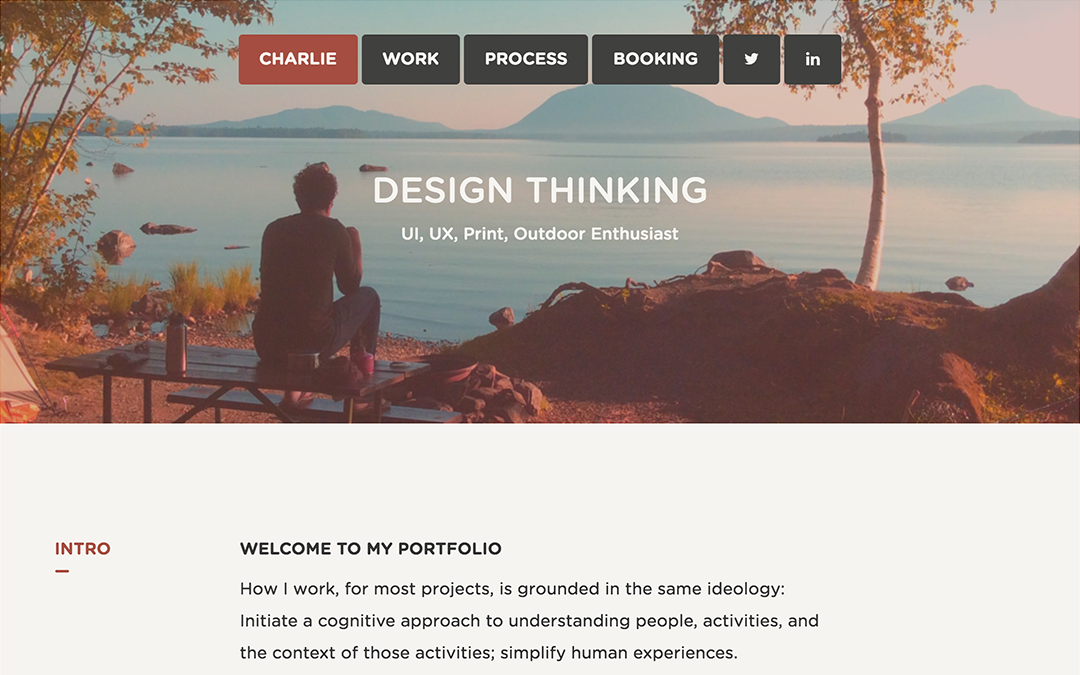 CHARLIE WORK PROCESS BOOKING in
DESIGN THINKING
UI, UX, Print, Outdoor Enthusiast
INTRO
WELCOME TO MY PORTFOLIO
How I work, for most projects, is grounded in the same ideology:
Initiate a cognitive approach to understanding people, activities, and
the context of those activities; simplify human experiences.